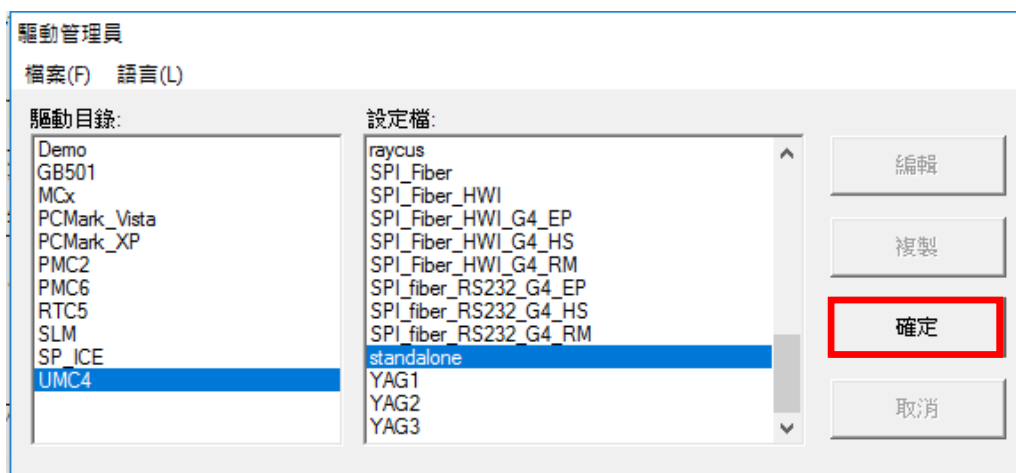 驅動管理員
檔案(F) 語言(L)
驅動目錄:
Demo
GB501
MCx
PCMark_Vista
PCMark_XP
PMC2
PMC6
RTC5
SLM
SP_ICE
UMC4
設定檔:
raycus
SPI_Fiber
SPI_Fiber_HWI
SPI_Fiber_HWI_G4_EP
SPI_Fiber_HWI_G4_HS
SPI_Fiber_HWI_G4_RM
SPI_fiber_RS232_G4_EP
SPI_fiber_RS232_G4_HS
SPI_fiber_RS232_G4_RM
standalone
YAG1
YAG2
YAG3
編輯
複製
確定
取消